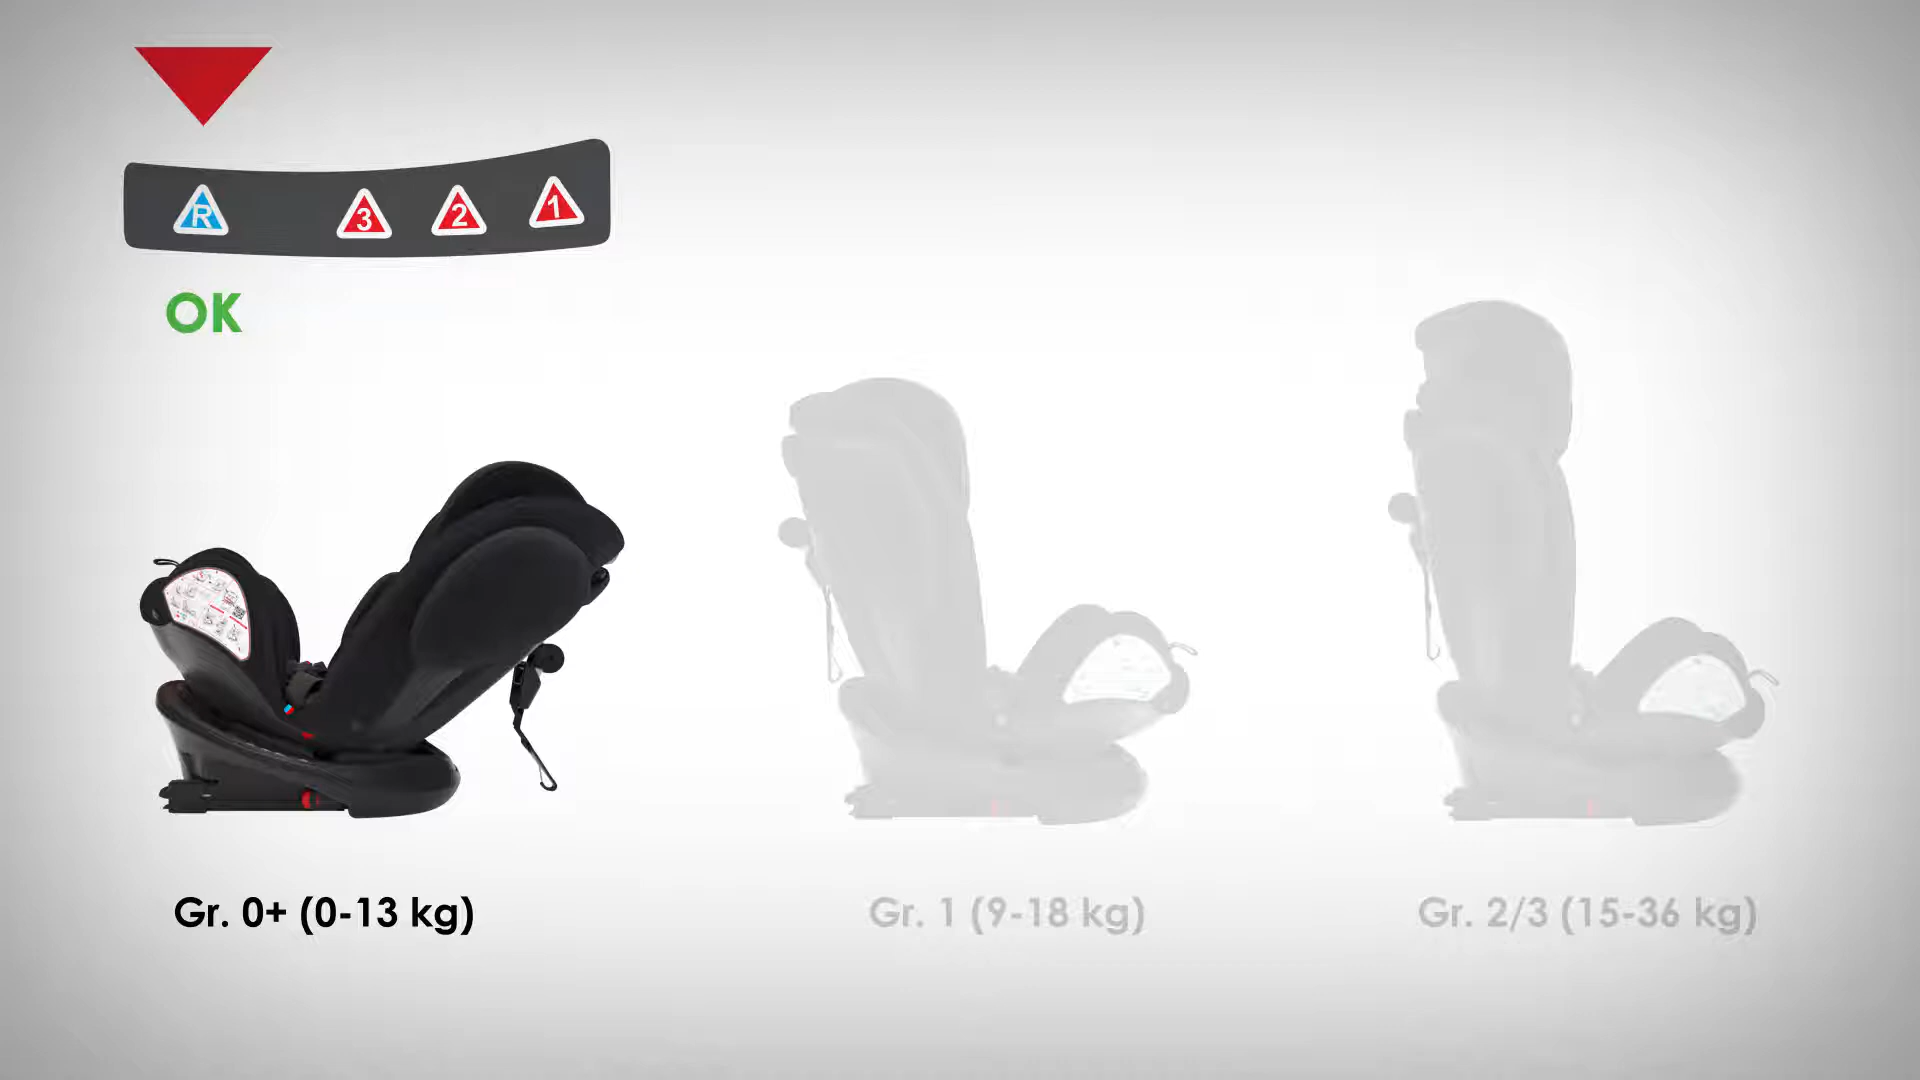 R 3 2 1
OK
Gr. 0+ (0-13 kg)
Gr. 1 (9-18 kg)
Gr. 2/3 (15-36 kg)